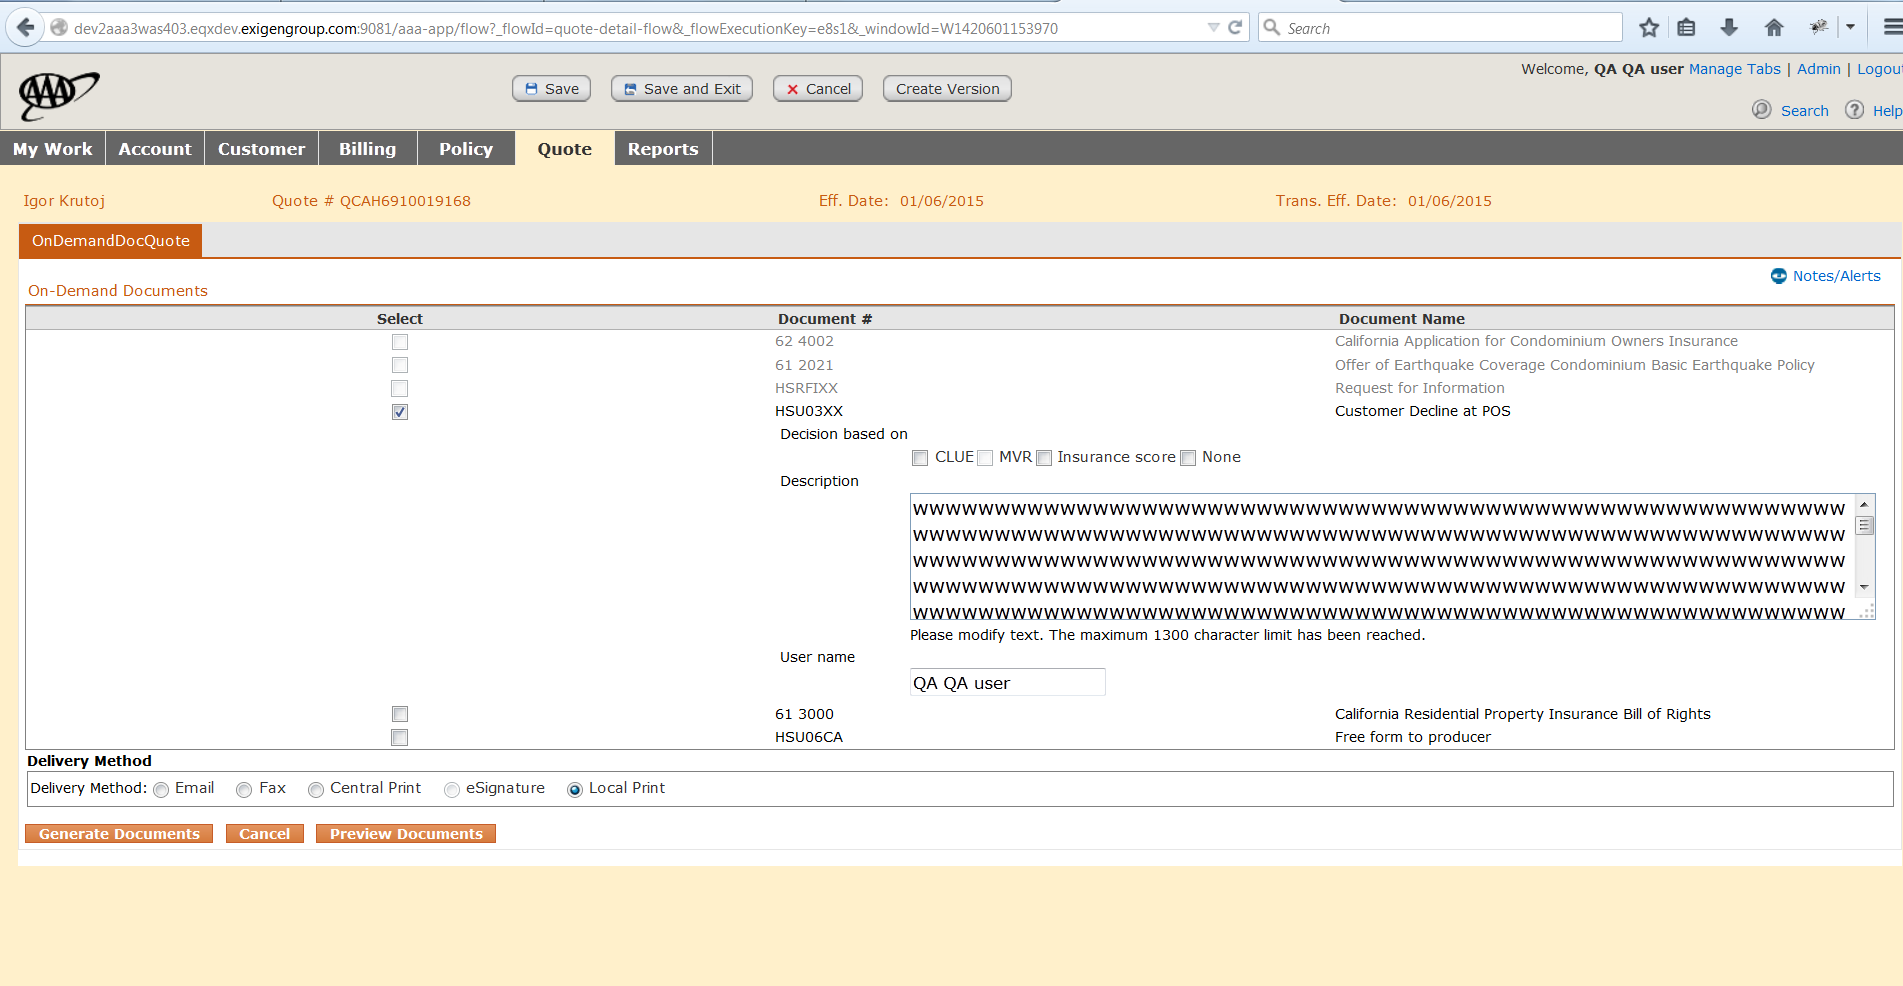 dev2aaa3was403.eqxdev.exigengroup.com:9081/aaa-app/flow?_flowId=quote-detail-flow&_flowExecutionKey=e8s1&_windowId=W1420601153970 Search
Welcome, QA QA user Manage Tabs | Admin | Logout
AAA Save Save and Exit Cancel Create Version
Search Help
My Work Account Customer Billing Policy Quote Reports
Igor Krutoj Quote # QCAH6910019168 Eff. Date: 01/06/2015 Trans. Eff. Date: 01/06/2015
OnDemandDocQuote
Notes/Alerts
On-Demand Documents
Select Document # Document Name
62 4002 California Application for Condominium Owners Insurance
61 2021 Offer of Earthquake Coverage Condominium Basic Earthquake Policy
HSRFIXX Request for Information
HSU03XX Customer Decline at POS
Decision based on
CLUE MVR Insurance score None
Description
wwwwwwwwwwwwwwwwwwwwwwwwwwwwwwwwwwwwwwwwwwwwwwwwwwwwwwwww
wwwwwwwwwwwwwwwwwwwwwwwwwwwwwwwwwwwwwwwwwwwwwwwwwwwwwwwww
wwwwwwwwwwwwwwwwwwwwwwwwwwwwwwwwwwwwwwwwwwwwwwwwwwwwwwwww
wwwwwwwwwwwwwwwwwwwwwwwwwwwwwwwwwwwwwwwwwwwwwwwwwwwwwwwww
wwwwwwwwwwwwwwwwwwwwwwwwwwwwwwwwwwwwwwwwwwwwwwwwwwwwwwwww
Please modify text. The maximum 1300 character limit has been reached.
User name
QA QA user
61 3000 California Residential Property Insurance Bill of Rights
HSU06CA Free form to producer
Delivery Method
Delivery Method: Email Fax Central Print eSignature Local Print
Generate Documents Cancel Preview Documents